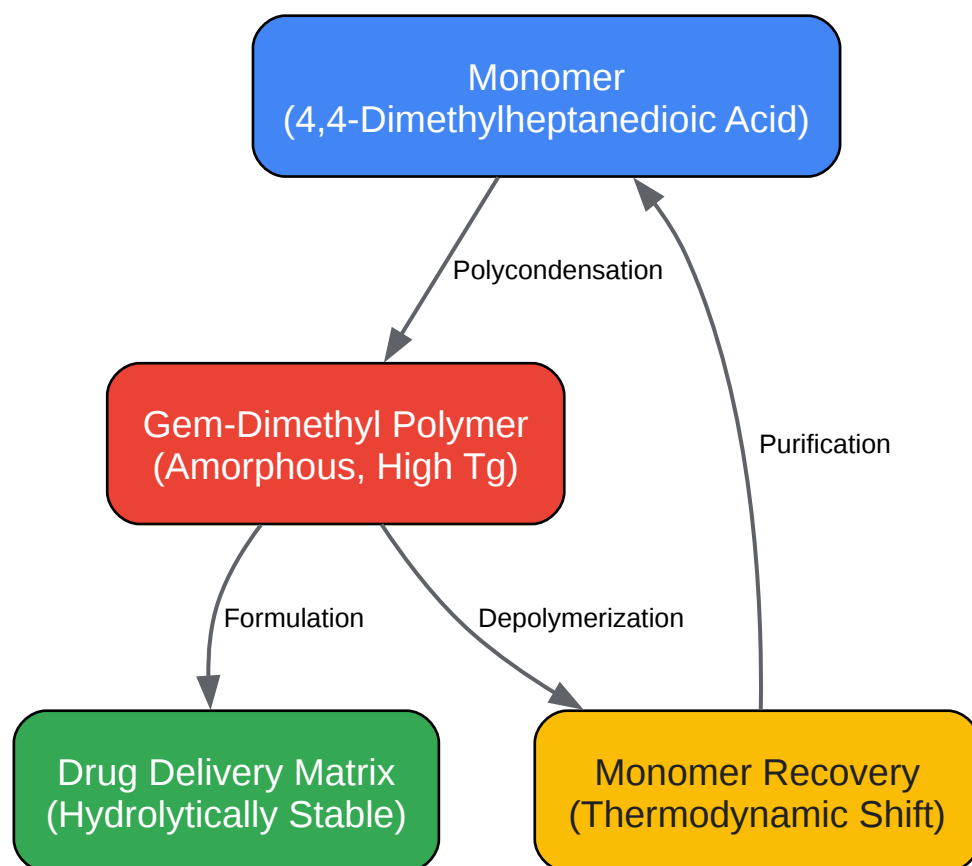 Monomer
(4,4-Dimethylheptanedioic Acid)
Polycondensation
Gem-Dimethyl Polymer
(Amorphous, High Tg)
Purification
Formulation
Depolymerization
Drug Delivery Matrix
(Hydrolytically Stable)
Monomer Recovery
(Thermodynamic Shift)